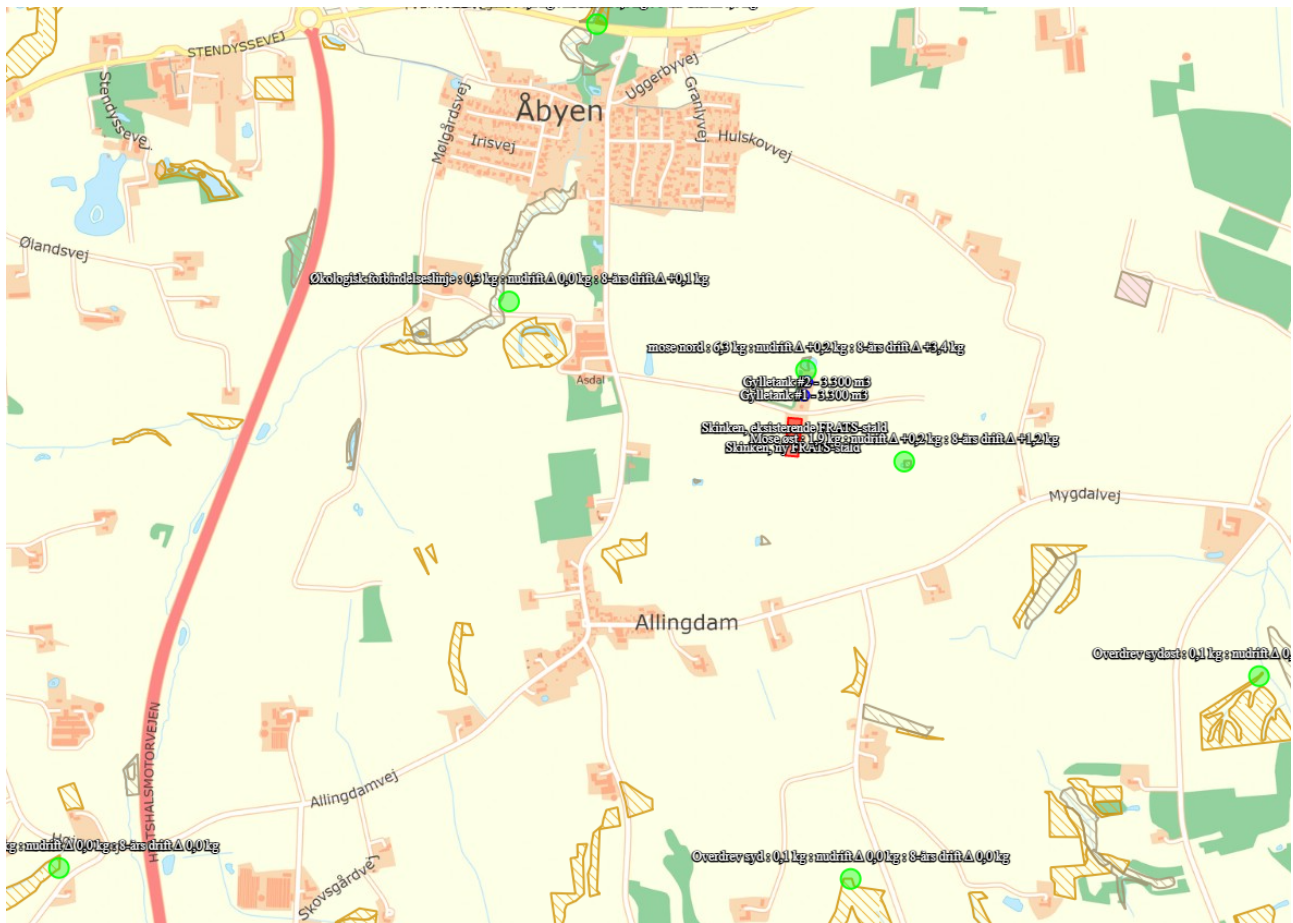 STENDYSSEVEJ
Stendyssevej
Uggerbyvej
Mølgårdsvej
Granlyvej
Åbyen
Irisvej
Hulskovvej
Ølandsvej
Økologisk forbindelseslinje : 0,3 kg : nudrift Δ 0,0 kg : 8-års drift Δ +0,1 kg
mose nord : 6,3 kg : nudrift Δ +0,2 kg : 8-års drift Δ +3,4 kg
Asdal
Gylletank #2 - 3.300 m3
Gylletank #1 - 3.300 m3
Skinken, eksisterende FRATS-stald
Mose øst : 1,9 kg : nudrift Δ +0,2 kg : 8-års drift Δ +1,2 kg
Skinken, ny FRATS-stald
Mygdalvej
Allingdam
Overdrev sydøst : 0,1 kg : nudrift Δ 0,
HIRTSHALSMOTORVEJEN
Allingdamvej
kg : nudrift Δ 0,0 kg : 8-års drift Δ 0,0 kg
Overdrev syd : 0,1 kg : nudrift Δ 0,0 kg : 8-års drift Δ 0,0 kg
Skovsgårdvej